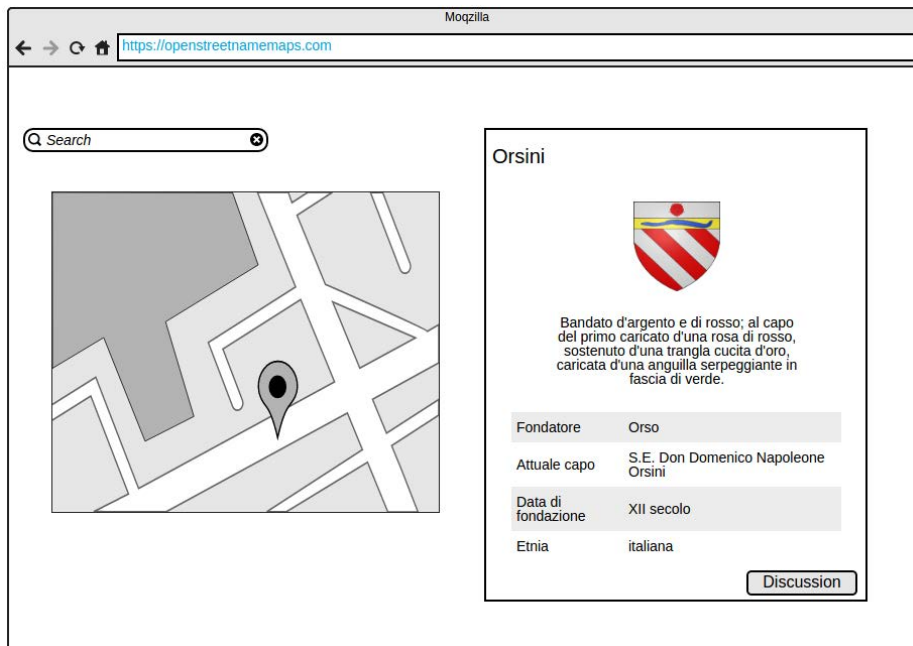 Moqzilla
https://openstreetnamemaps.com
Search
Orsini
Bandato d'argento e di rosso; al capo
del primo caricato d'una rosa di rosso,
sostenuto d'una trangla cucita d'oro,
caricata d'una anguilla serpeggiante in
fascia di verde.
Fondatore Orso
Attuale capo S.E. Don Domenico Napoleone
Orsini
Data di
fondazione XII secolo
Etnia italiana
Discussion